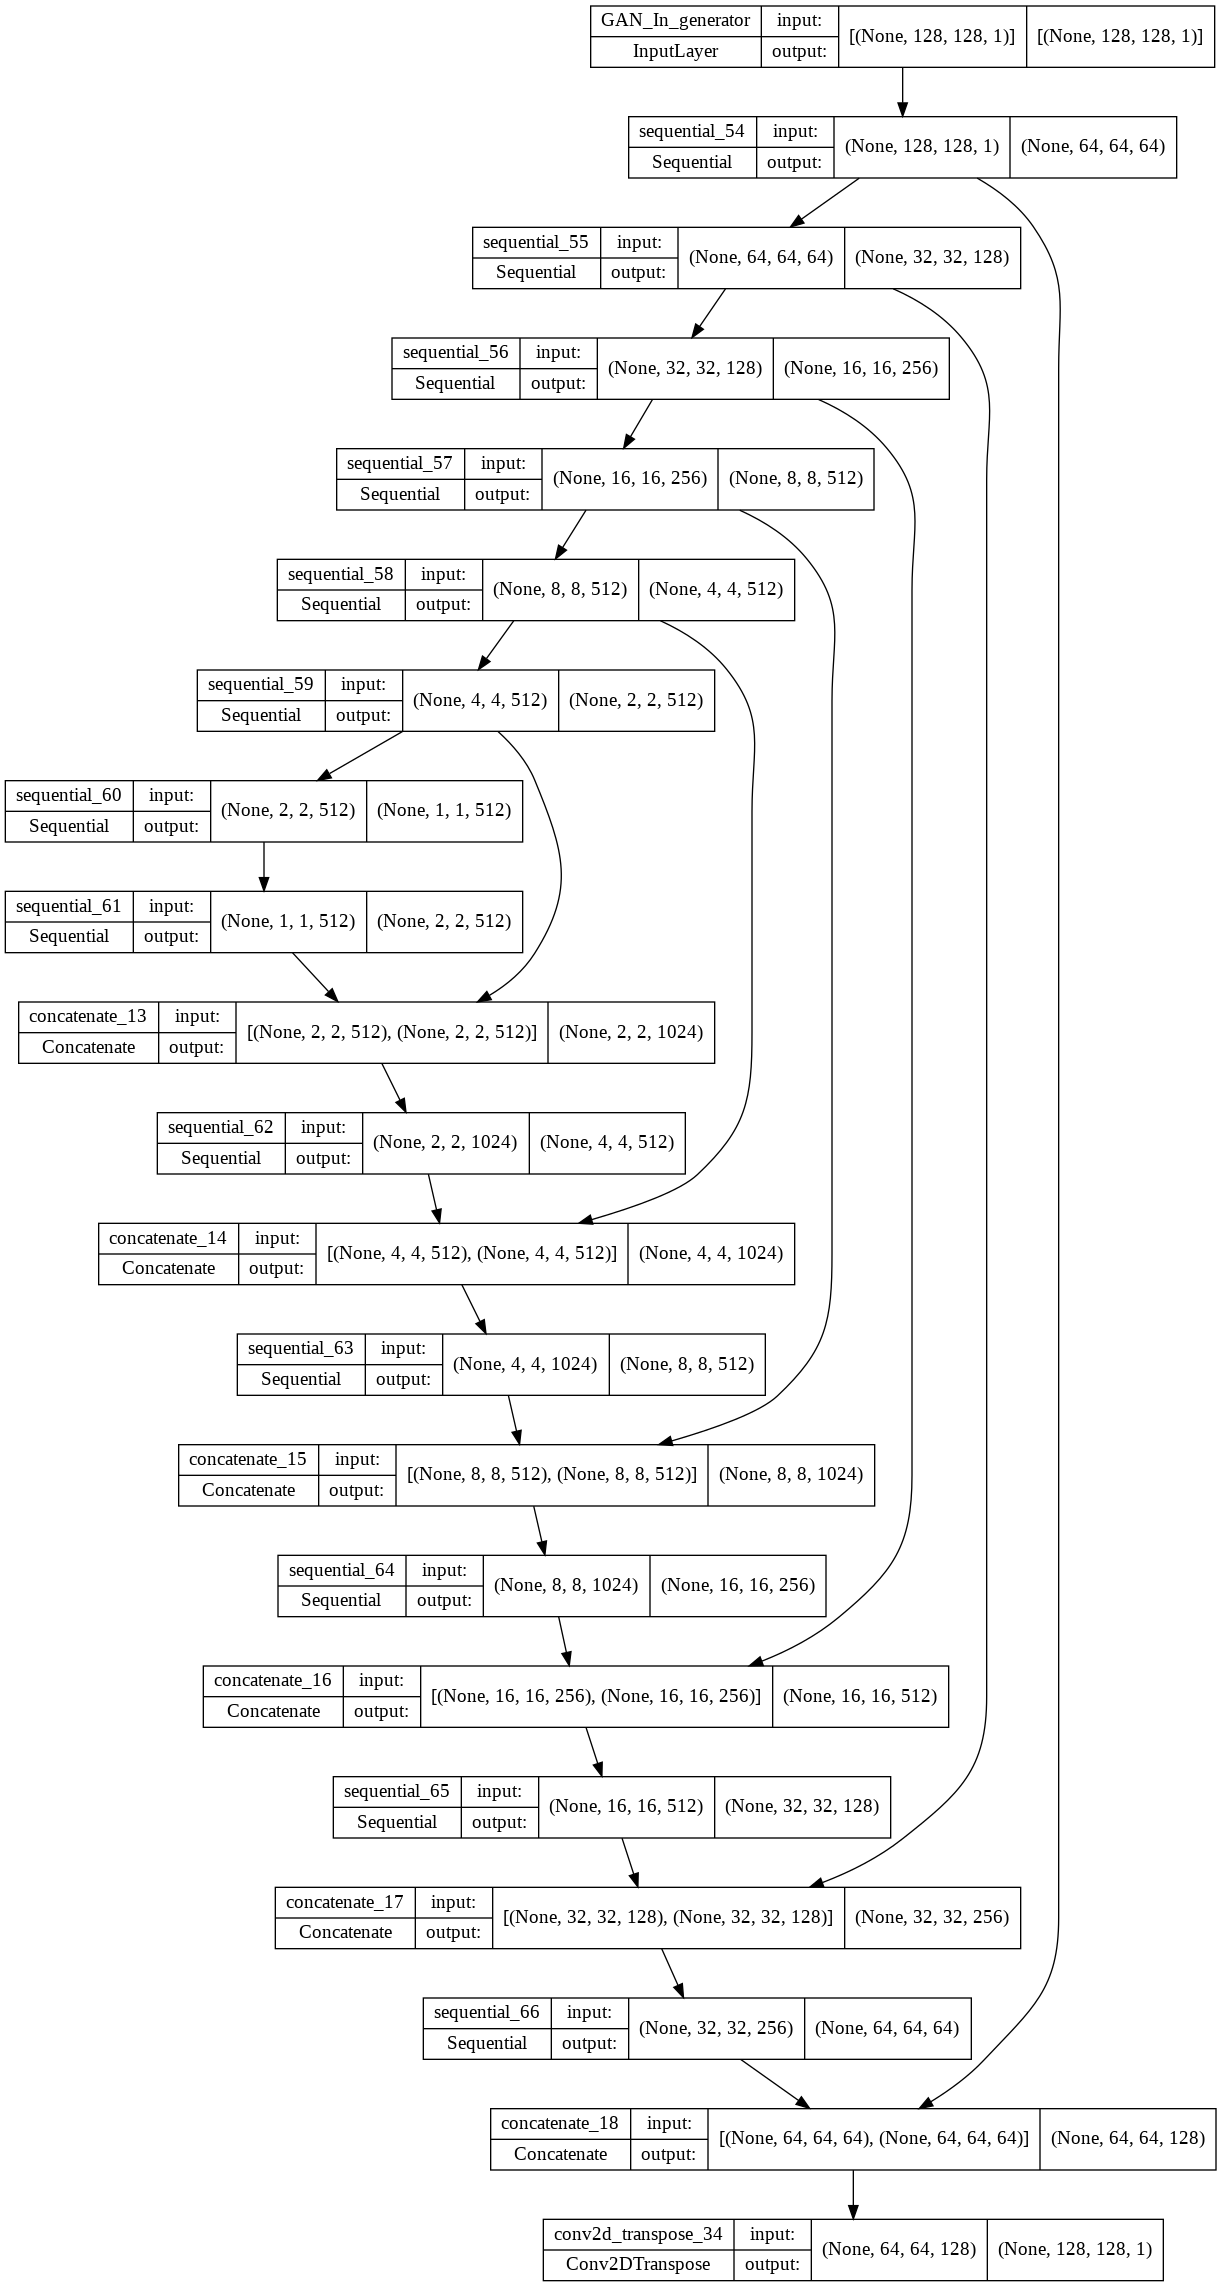 GAN_In_generator input: [(None, 128, 128, 1)] [(None, 128, 128, 1)]
InputLayer output:
sequential_54 input: (None, 128, 128, 1) (None, 64, 64, 64)
Sequential output:
sequential_55 input: (None, 64, 64, 64) (None, 32, 32, 128)
Sequential output:
sequential_56 input: (None, 32, 32, 128) (None, 16, 16, 256)
Sequential output:
sequential_57 input: (None, 16, 16, 256) (None, 8, 8, 512)
Sequential output:
sequential_58 input: (None, 8, 8, 512) (None, 4, 4, 512)
Sequential output:
sequential_59 input: (None, 4, 4, 512) (None, 2, 2, 512)
Sequential output:
sequential_60 input: (None, 2, 2, 512) (None, 1, 1, 512)
Sequential output:
sequential_61 input: (None, 1, 1, 512) (None, 2, 2, 512)
Sequential output:
concatenate_13 input: [(None, 2, 2, 512), (None, 2, 2, 512)] (None, 2, 2, 1024)
Concatenate output:
sequential_62 input: (None, 2, 2, 1024) (None, 4, 4, 512)
Sequential output:
concatenate_14 input: [(None, 4, 4, 512), (None, 4, 4, 512)] (None, 4, 4, 1024)
Concatenate output:
sequential_63 input: (None, 4, 4, 1024) (None, 8, 8, 512)
Sequential output:
concatenate_15 input: [(None, 8, 8, 512), (None, 8, 8, 512)] (None, 8, 8, 1024)
Concatenate output:
sequential_64 input: (None, 8, 8, 1024) (None, 16, 16, 256)
Sequential output:
concatenate_16 input: [(None, 16, 16, 256), (None, 16, 16, 256)] (None, 16, 16, 512)
Concatenate output:
sequential_65 input: (None, 16, 16, 512) (None, 32, 32, 128)
Sequential output:
concatenate_17 input: [(None, 32, 32, 128), (None, 32, 32, 128)] (None, 32, 32, 256)
Concatenate output:
sequential_66 input: (None, 32, 32, 256) (None, 64, 64, 64)
Sequential output:
concatenate_18 input: [(None, 64, 64, 64), (None, 64, 64, 64)] (None, 64, 64, 128)
Concatenate output:
conv2d_transpose_34 input: (None, 64, 64, 128) (None, 128, 128, 1)
Conv2DTranspose output: